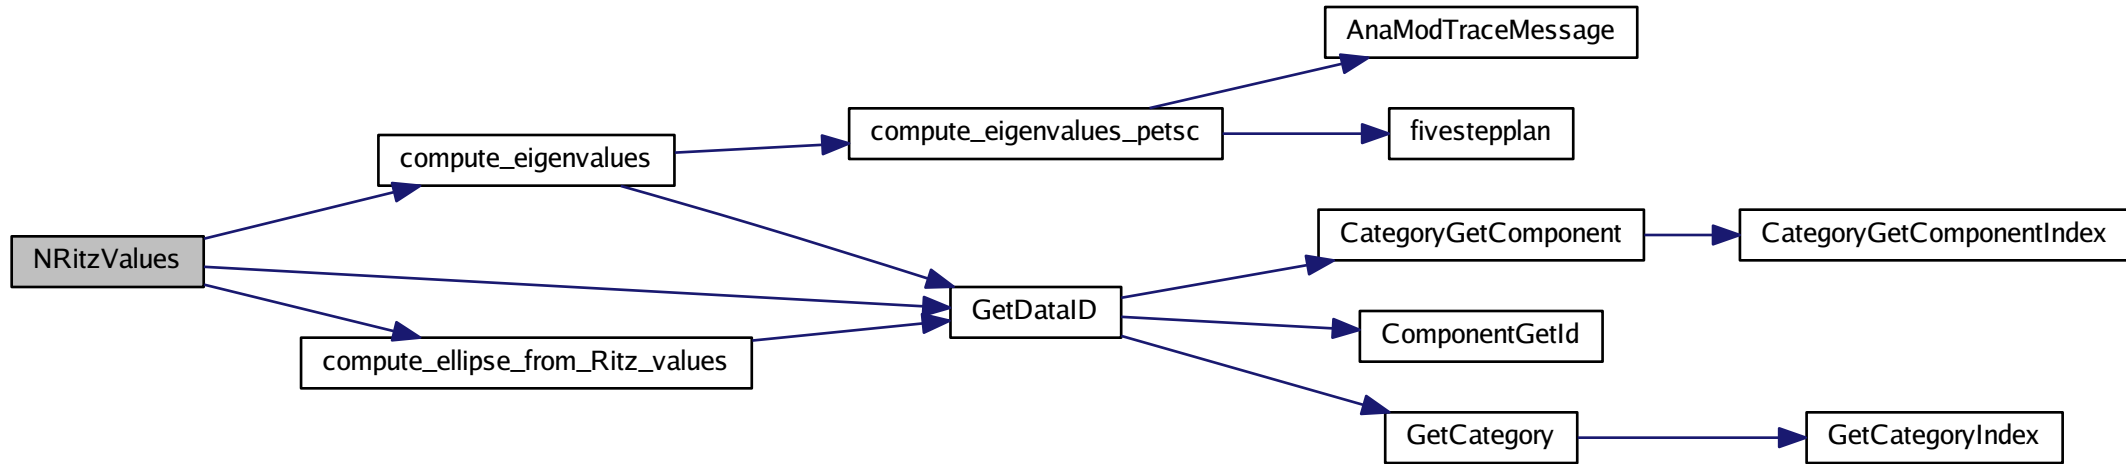 AnaModTraceMessage
compute_eigenvalues_petsc
fivestepplan
compute_eigenvalues
CategoryGetComponent
CategoryGetComponentIndex
NRitzValues
GetDataID
ComponentGetId
compute_ellipse_from_Ritz_values
GetCategory
GetCategoryIndex